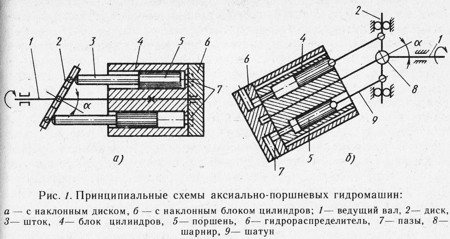 1 2 3 4 5 6
α
7
а)
2
α 1
4
6
8
9
7 5 б)
Рис. 1. Принципиальные схемы аксиально-поршневых гидромашин:
а — с наклонным диском, б — с наклонным блоком цилиндров; 1— ведущий вал, 2— диск,
3— шток, 4— блок цилиндров, 5— поршень, 6— гидрораспределитель, 7— пазы, 8—
шарнир, 9— шатун